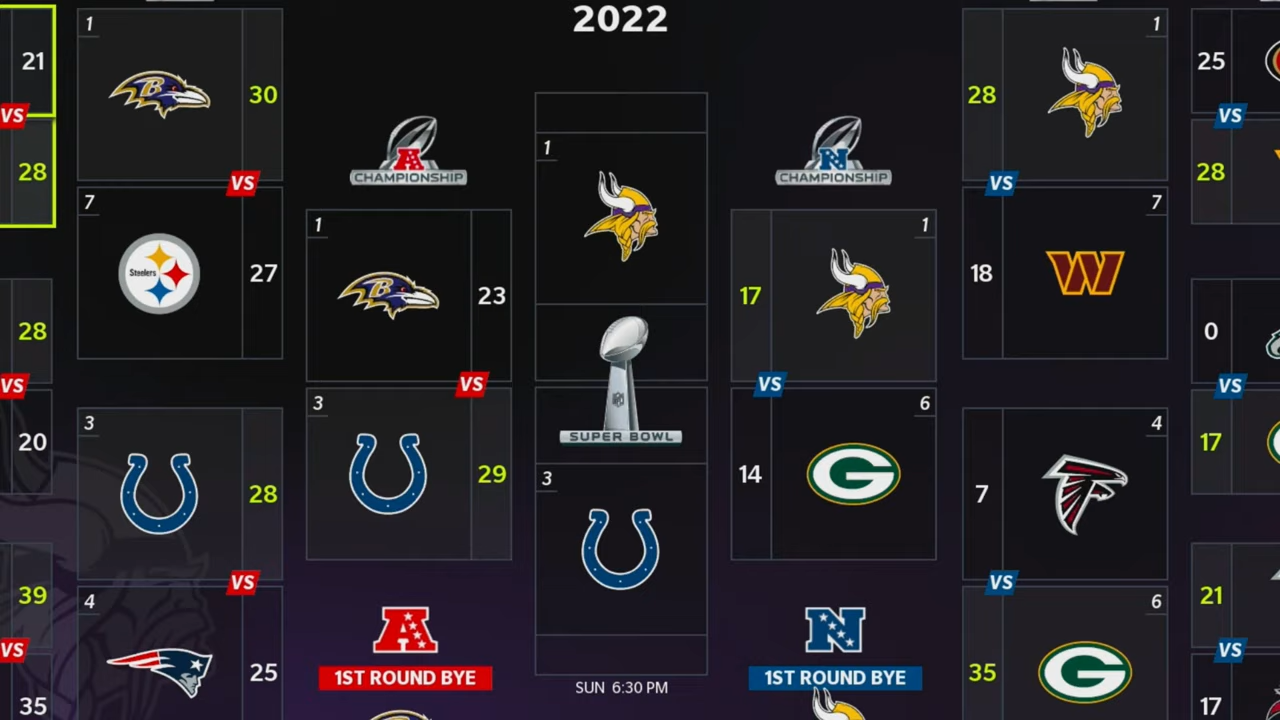 2022
21
VS
28
28
VS
20
39
VS
35
1
30
VS
7
Steelers
27
3
28
VS
4
25
A
CHAMPIONSHIP
1
B
23
VS
3
29
A
1ST ROUND BYE
1
SUPER BOWL
3
SUN 6:30 PM
N
CHAMPIONSHIP
1
17
VS
6
14
G
N
1ST ROUND BYE
1
28
VS
7
18
W
4
7
VS
6
35
G
25
VS
28
0
VS
17
21
VS
17